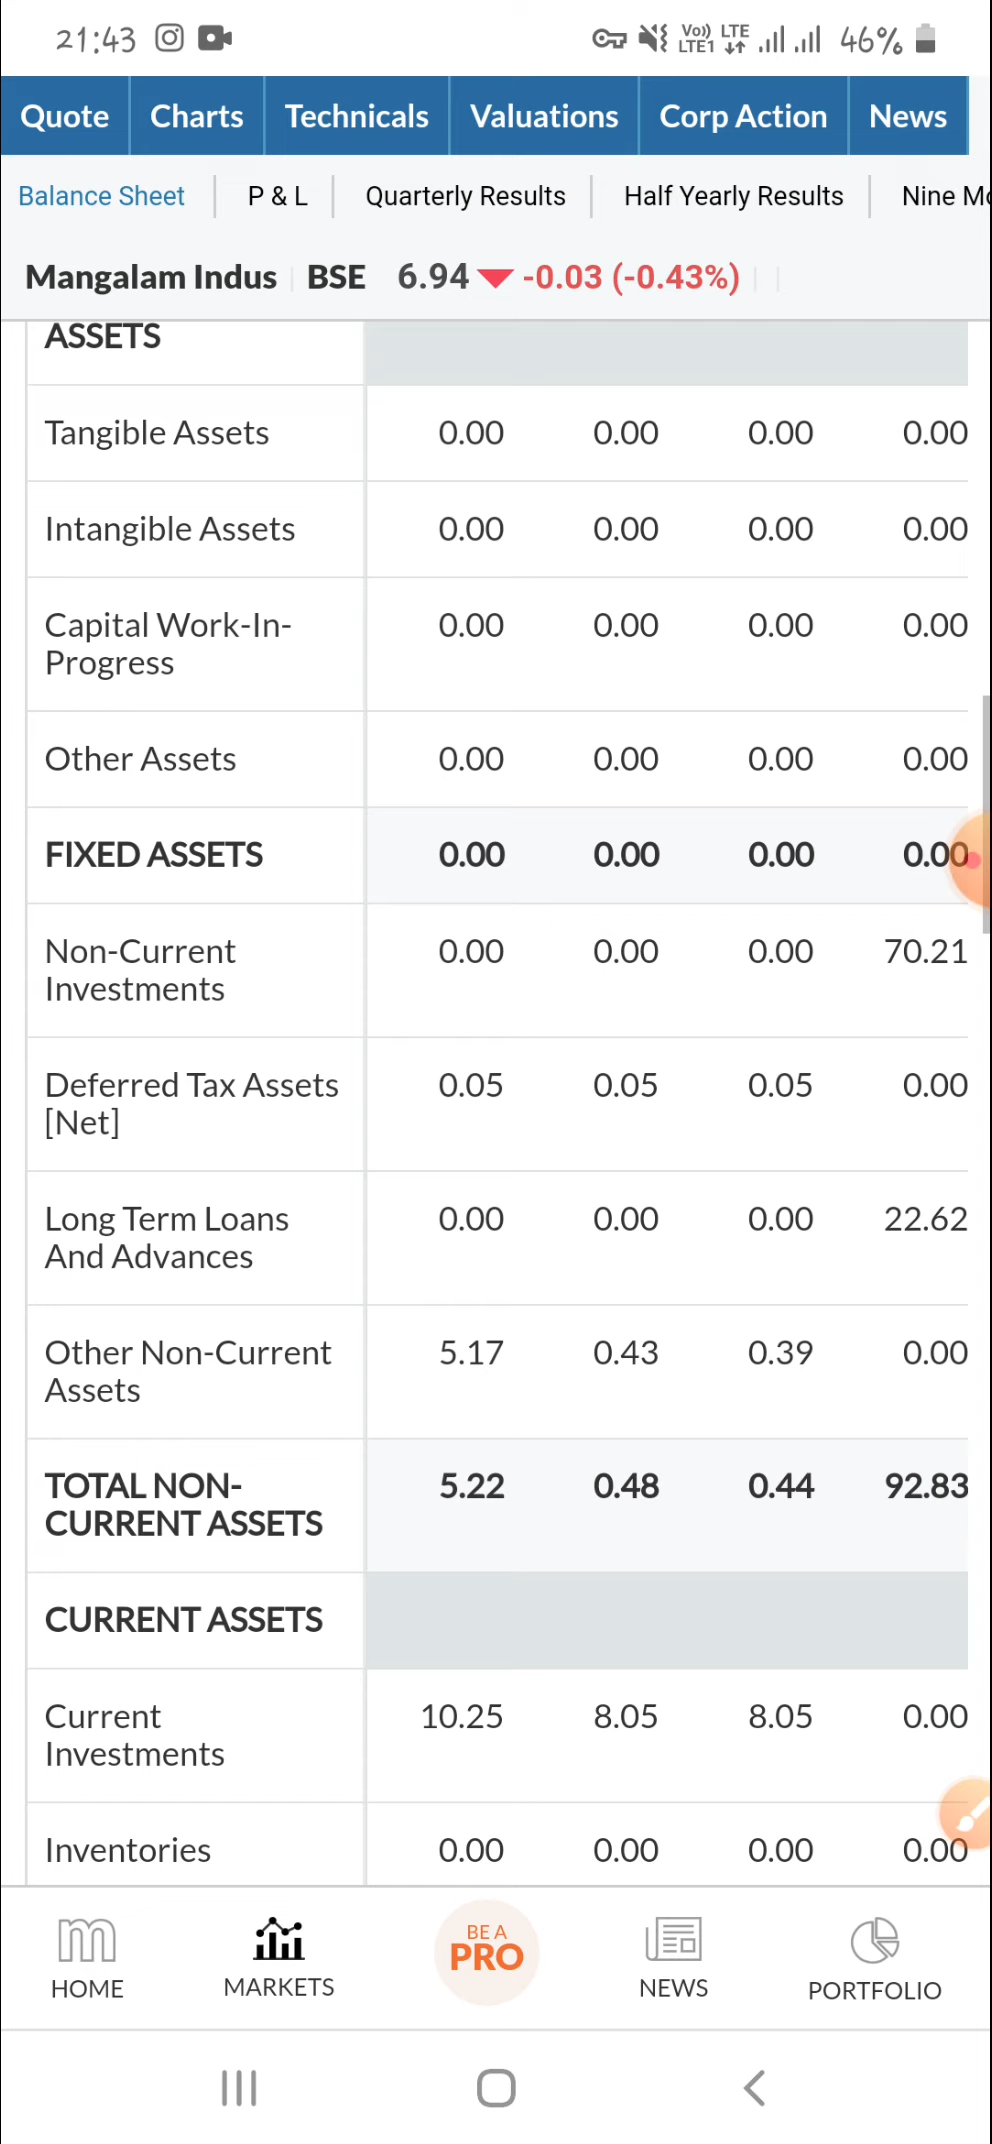 21:43 Vo)) LTE LTE1 46%
Quote Charts Technicals Valuations Corp Action News
Balance Sheet P & L Quarterly Results Half Yearly Results Nine Mo
Mangalam Indus BSE 6.94 -0.03 (-0.43%)
ASSETS
Tangible Assets 0.00 0.00 0.00 0.00
Intangible Assets 0.00 0.00 0.00 0.00
Capital Work-In- 0.00 0.00 0.00 0.00
Progress
Other Assets 0.00 0.00 0.00 0.00
FIXED ASSETS 0.00 0.00 0.00 0.00
Non-Current 0.00 0.00 0.00 70.21
Investments
Deferred Tax Assets 0.05 0.05 0.05 0.00
[Net]
Long Term Loans 0.00 0.00 0.00 22.62
And Advances
Other Non-Current 5.17 0.43 0.39 0.00
Assets
TOTAL NON- 5.22 0.48 0.44 92.83
CURRENT ASSETS
CURRENT ASSETS
Current 10.25 8.05 8.05 0.00
Investments
Inventories 0.00 0.00 0.00 0.00
m BE A
PRO
HOME MARKETS NEWS PORTFOLIO